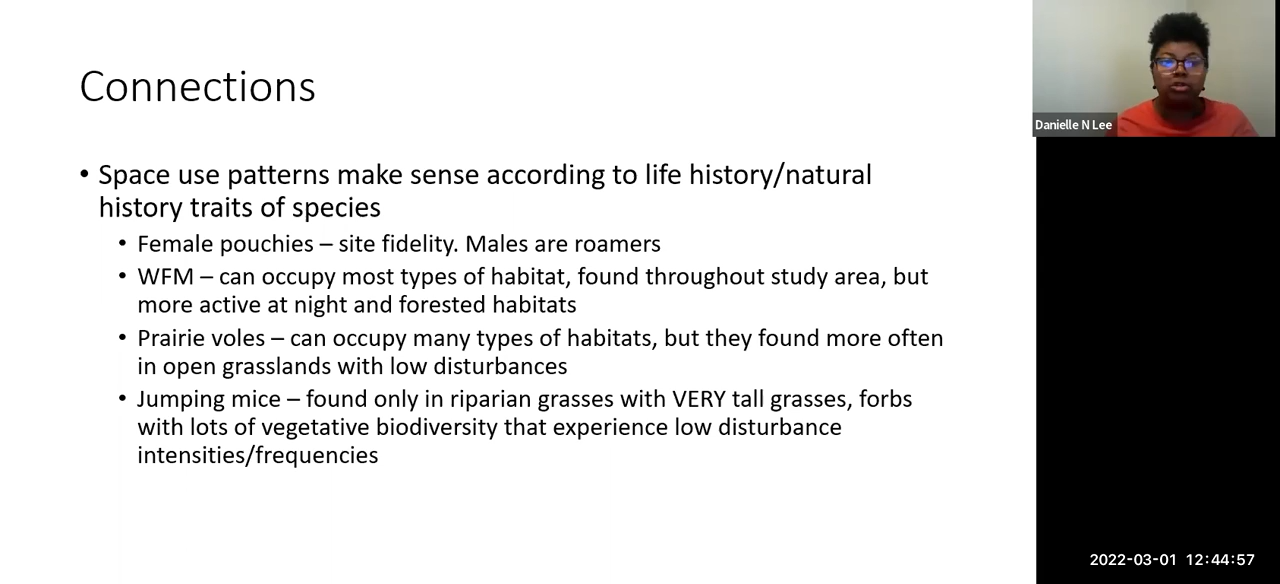 Connections
• Space use patterns make sense according to life history/natural
history traits of species
• Female pouchies – site fidelity. Males are roamers
• WFM – can occupy most types of habitat, found throughout study area, but
more active at night and forested habitats
• Prairie voles – can occupy many types of habitats, but they found more often
in open grasslands with low disturbances
• Jumping mice – found only in riparian grasses with VERY tall grasses, forbs
with lots of vegetative biodiversity that experience low disturbance
intensities/frequencies
Danielle N Lee
2022-03-01 12:44:57